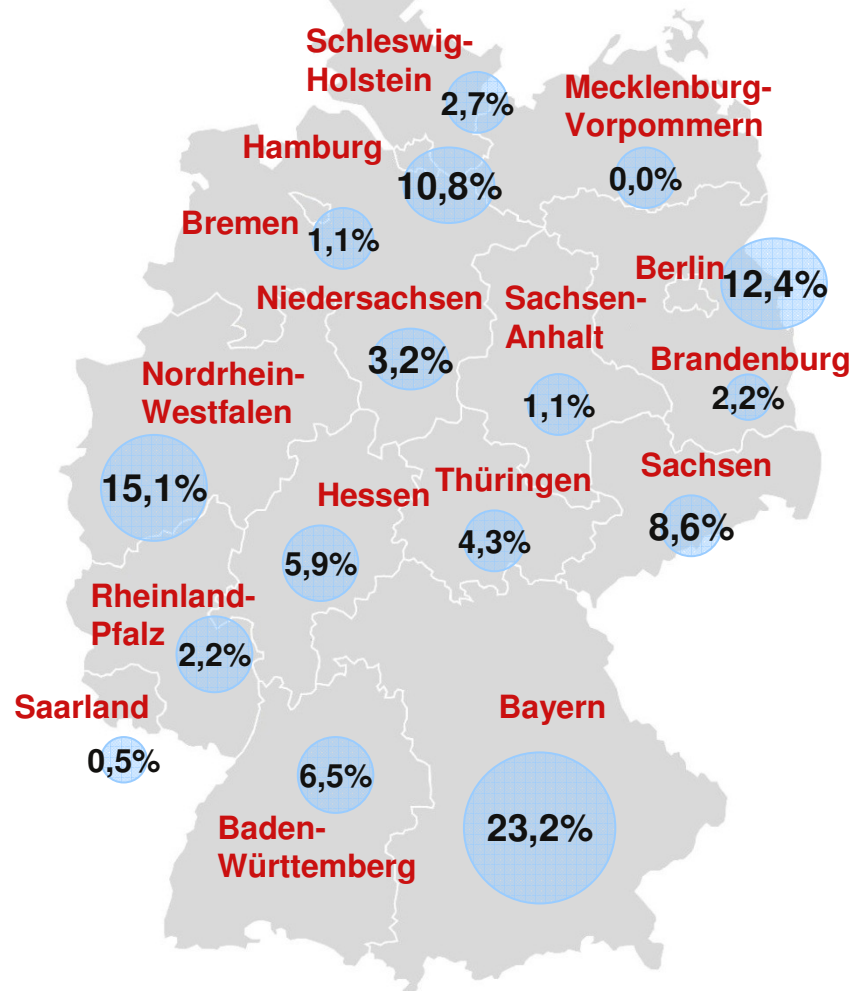 Schleswig-
Holstein
2,7%
Mecklenburg-
Vorpommern
0,0%
Hamburg
10,8%
Bremen
1,1%
Berlin
12,4%
Niedersachsen
3,2%
Sachsen-
Anhalt
1,1%
Brandenburg
2,2%
Nordrhein-
Westfalen
15,1%
Hessen
5,9%
Thüringen
4,3%
Sachsen
8,6%
Rheinland-
Pfalz
2,2%
Saarland
0,5%
Baden-
Württemberg
6,5%
Bayern
23,2%